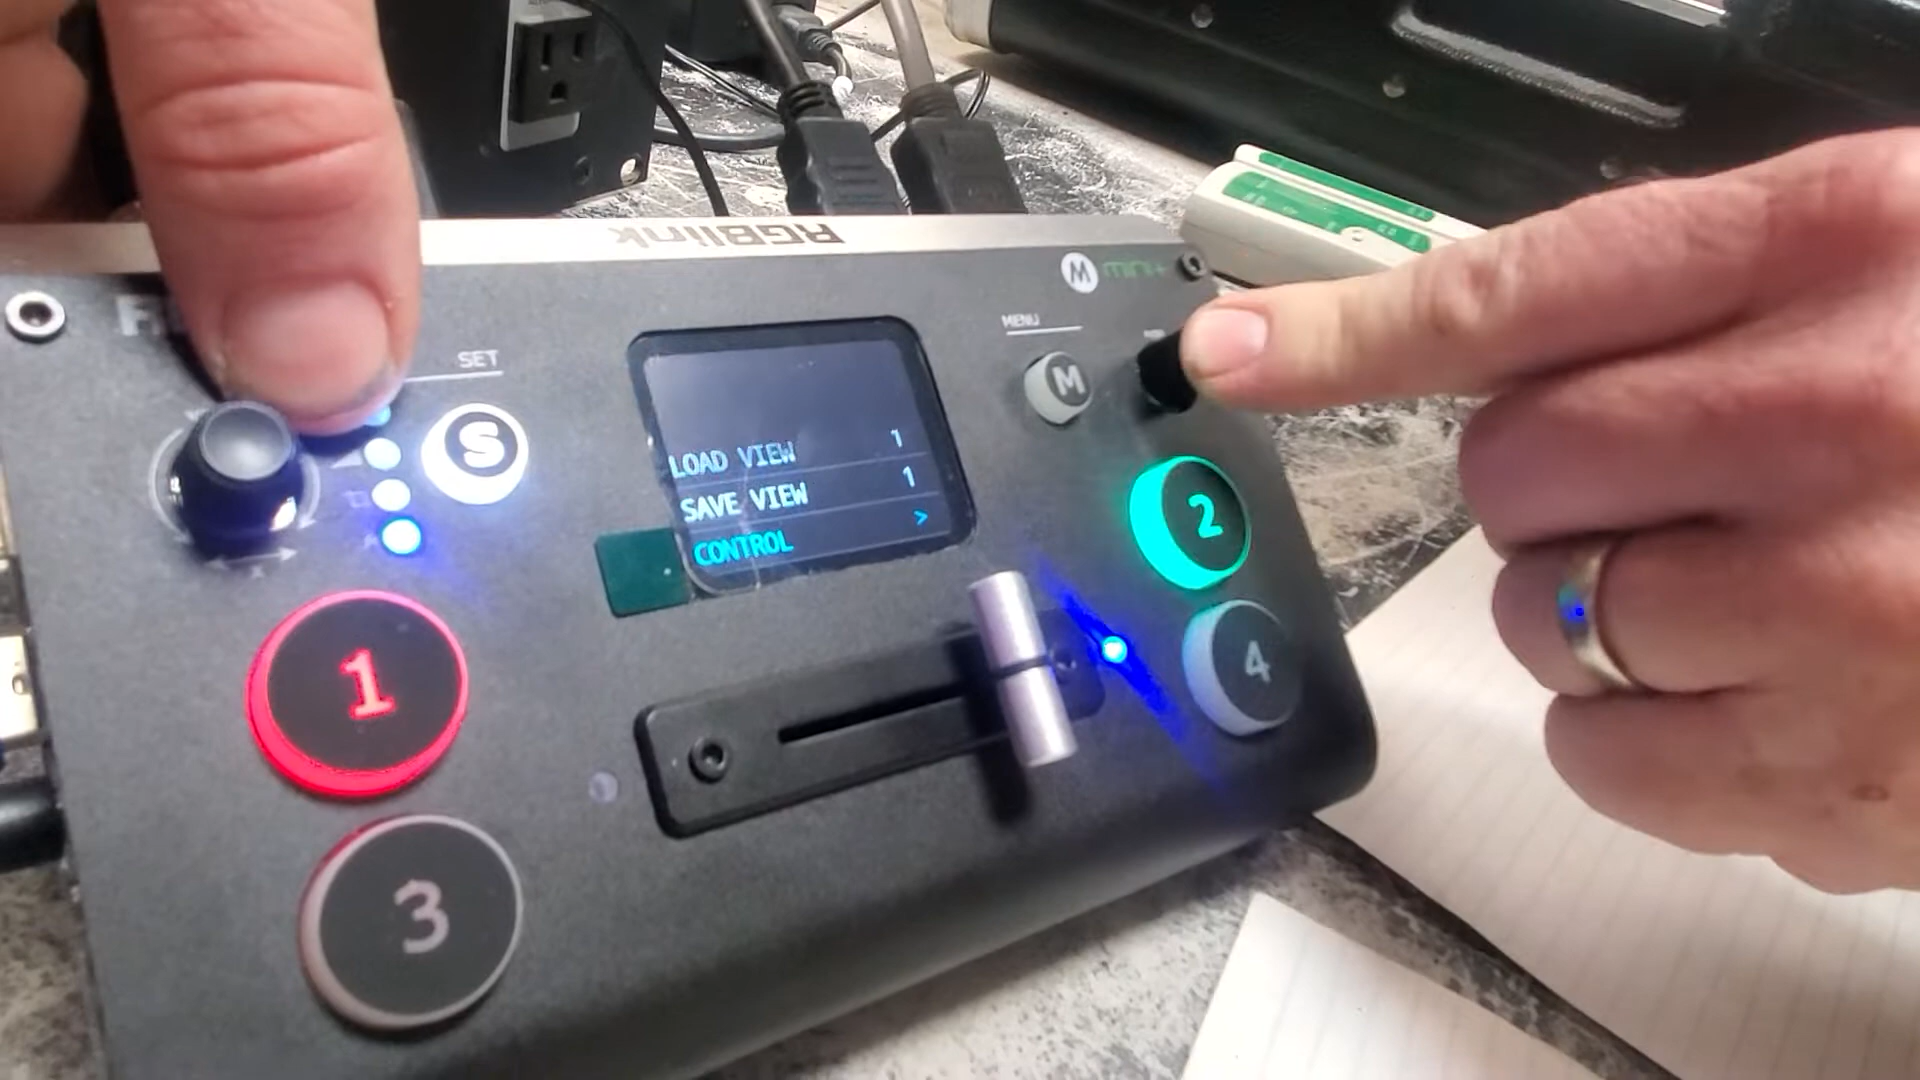 RGBlink
M mini+
MENU
SET
M
S
LOAD VIEW 1
SAVE VIEW 1
CONTROL >
1
2
3
4